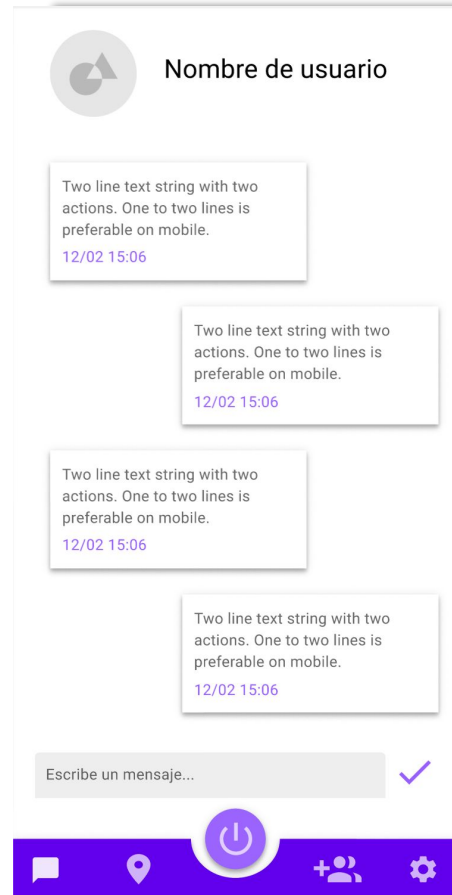 Nombre de usuario
Two line text string with two
actions. One to two lines is
preferable on mobile.
12/02 15:06
Two line text string with two
actions. One to two lines is
preferable on mobile.
12/02 15:06
Two line text string with two
actions. One to two lines is
preferable on mobile.
12/02 15:06
Two line text string with two
actions. One to two lines is
preferable on mobile.
12/02 15:06
Escribe un mensaje...